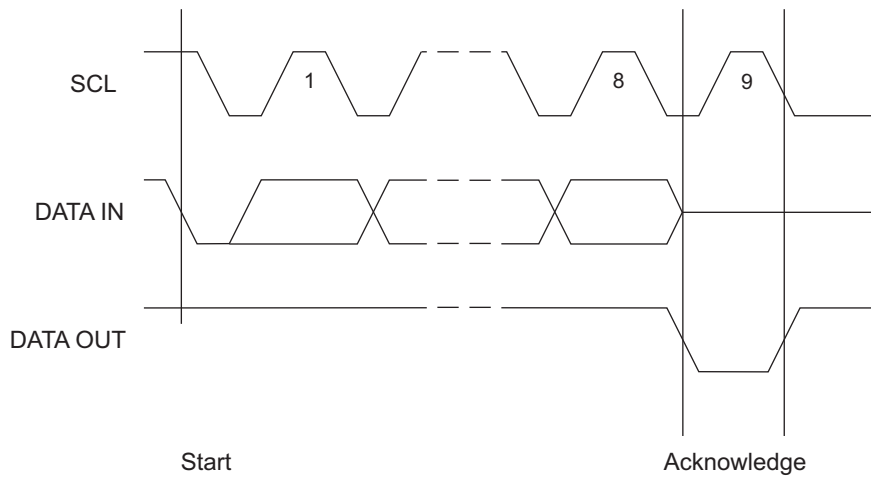 SCL
1
8
9
DATA IN
DATA OUT
Start
Acknowledge